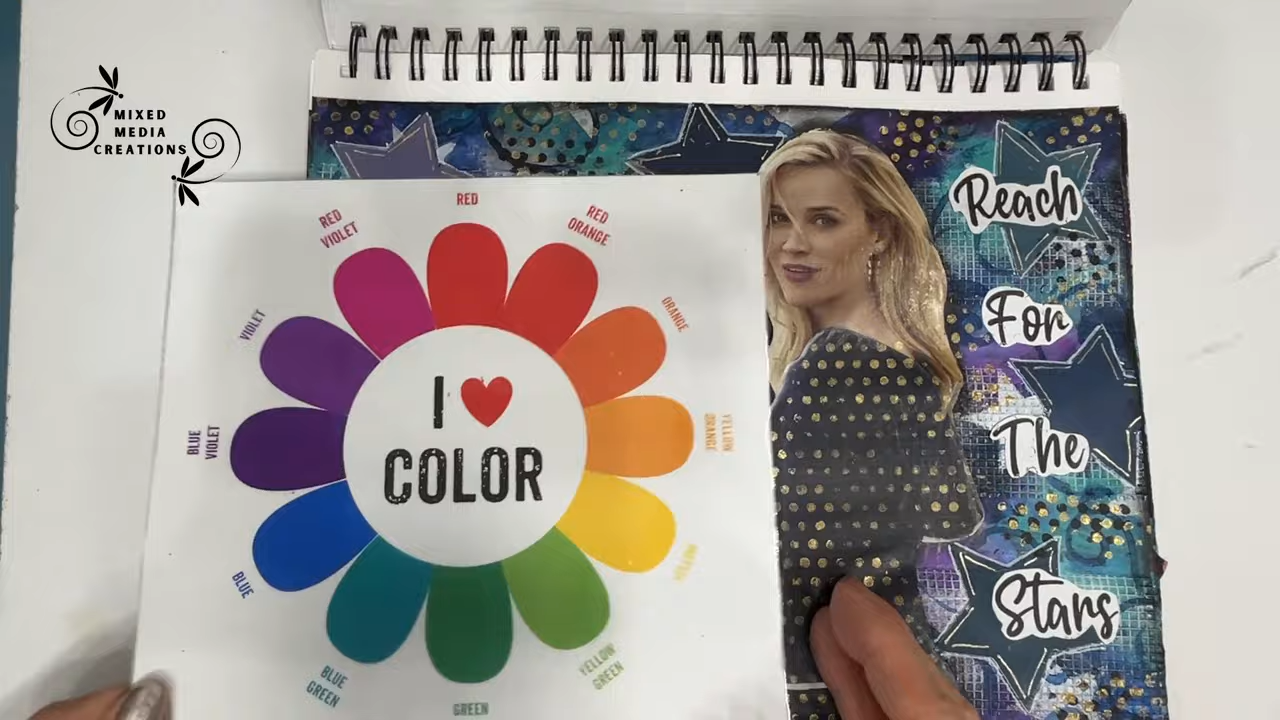 MIXED
MEDIA
CREATIONS
RED
RED
VIOLET
RED
ORANGE
VIOLET
ORANGE
BLUE
VIOLET
YELLOW
ORANGE
I
COLOR
BLUE
YELLOW
BLUE
GREEN
GREEN
YELLOW
GREEN
Reach
For
The
Stars